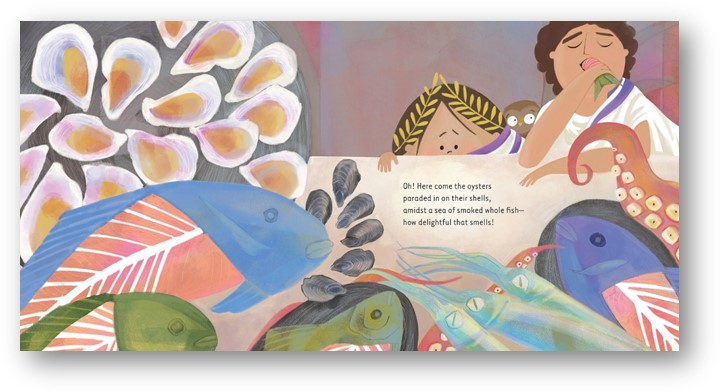 Oh! Here come the oysters
paraded in on their shells,
amidst a sea of smoked whole fish—
how delightful that smells!